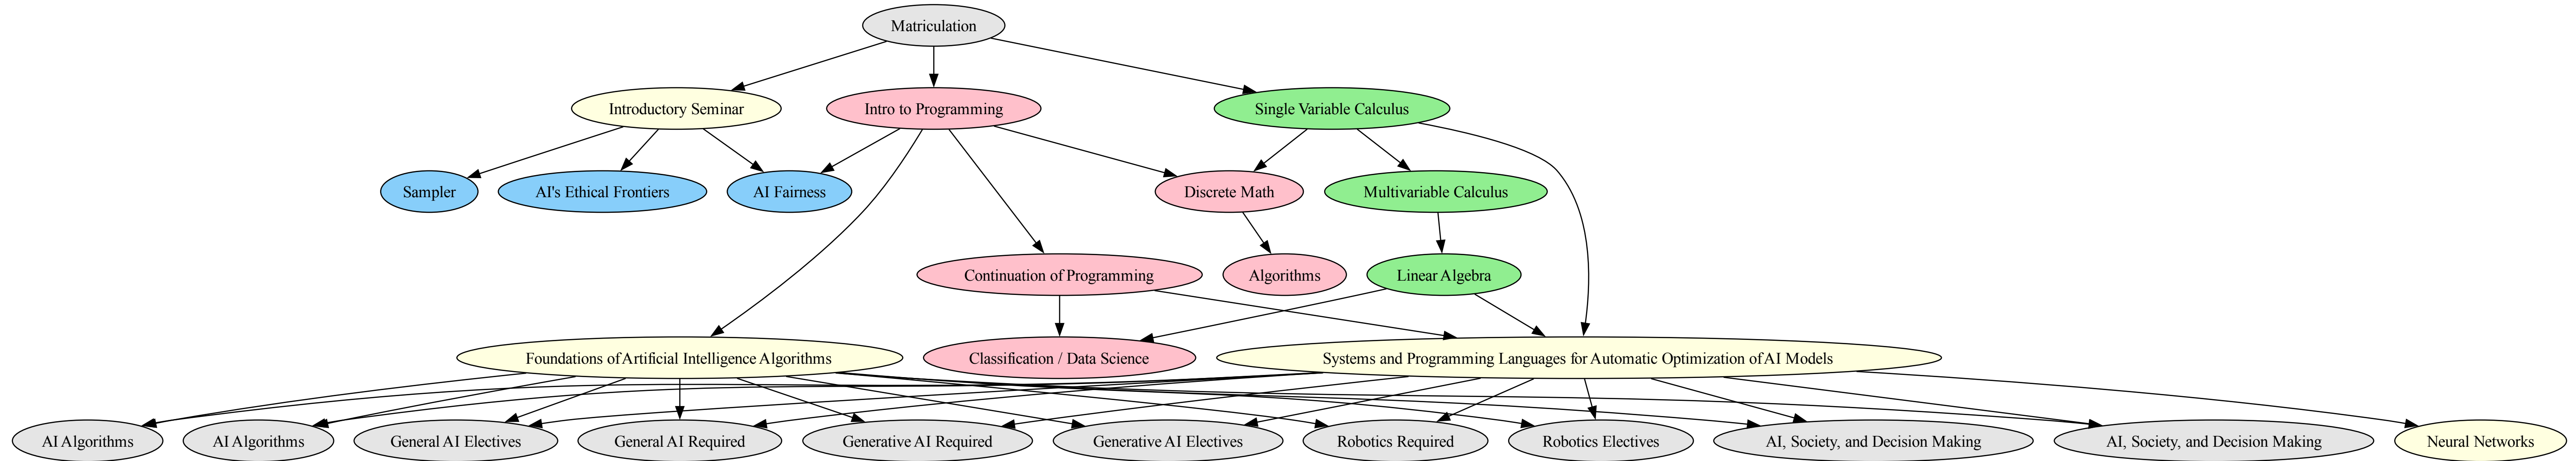 Matriculation
Introductory Seminar
Intro to Programming
Single Variable Calculus
Sampler
AI's Ethical Frontiers
AI Fairness
Discrete Math
Multivariable Calculus
Continuation of Programming
Algorithms
Linear Algebra
Foundations of Artificial Intelligence Algorithms
Classification / Data Science
Systems and Programming Languages for Automatic Optimization of AI Models
AI Algorithms
AI Algorithms
General AI Electives
General AI Required
Generative AI Required
Generative AI Electives
Robotics Required
Robotics Electives
AI, Society, and Decision Making
AI, Society, and Decision Making
Neural Networks